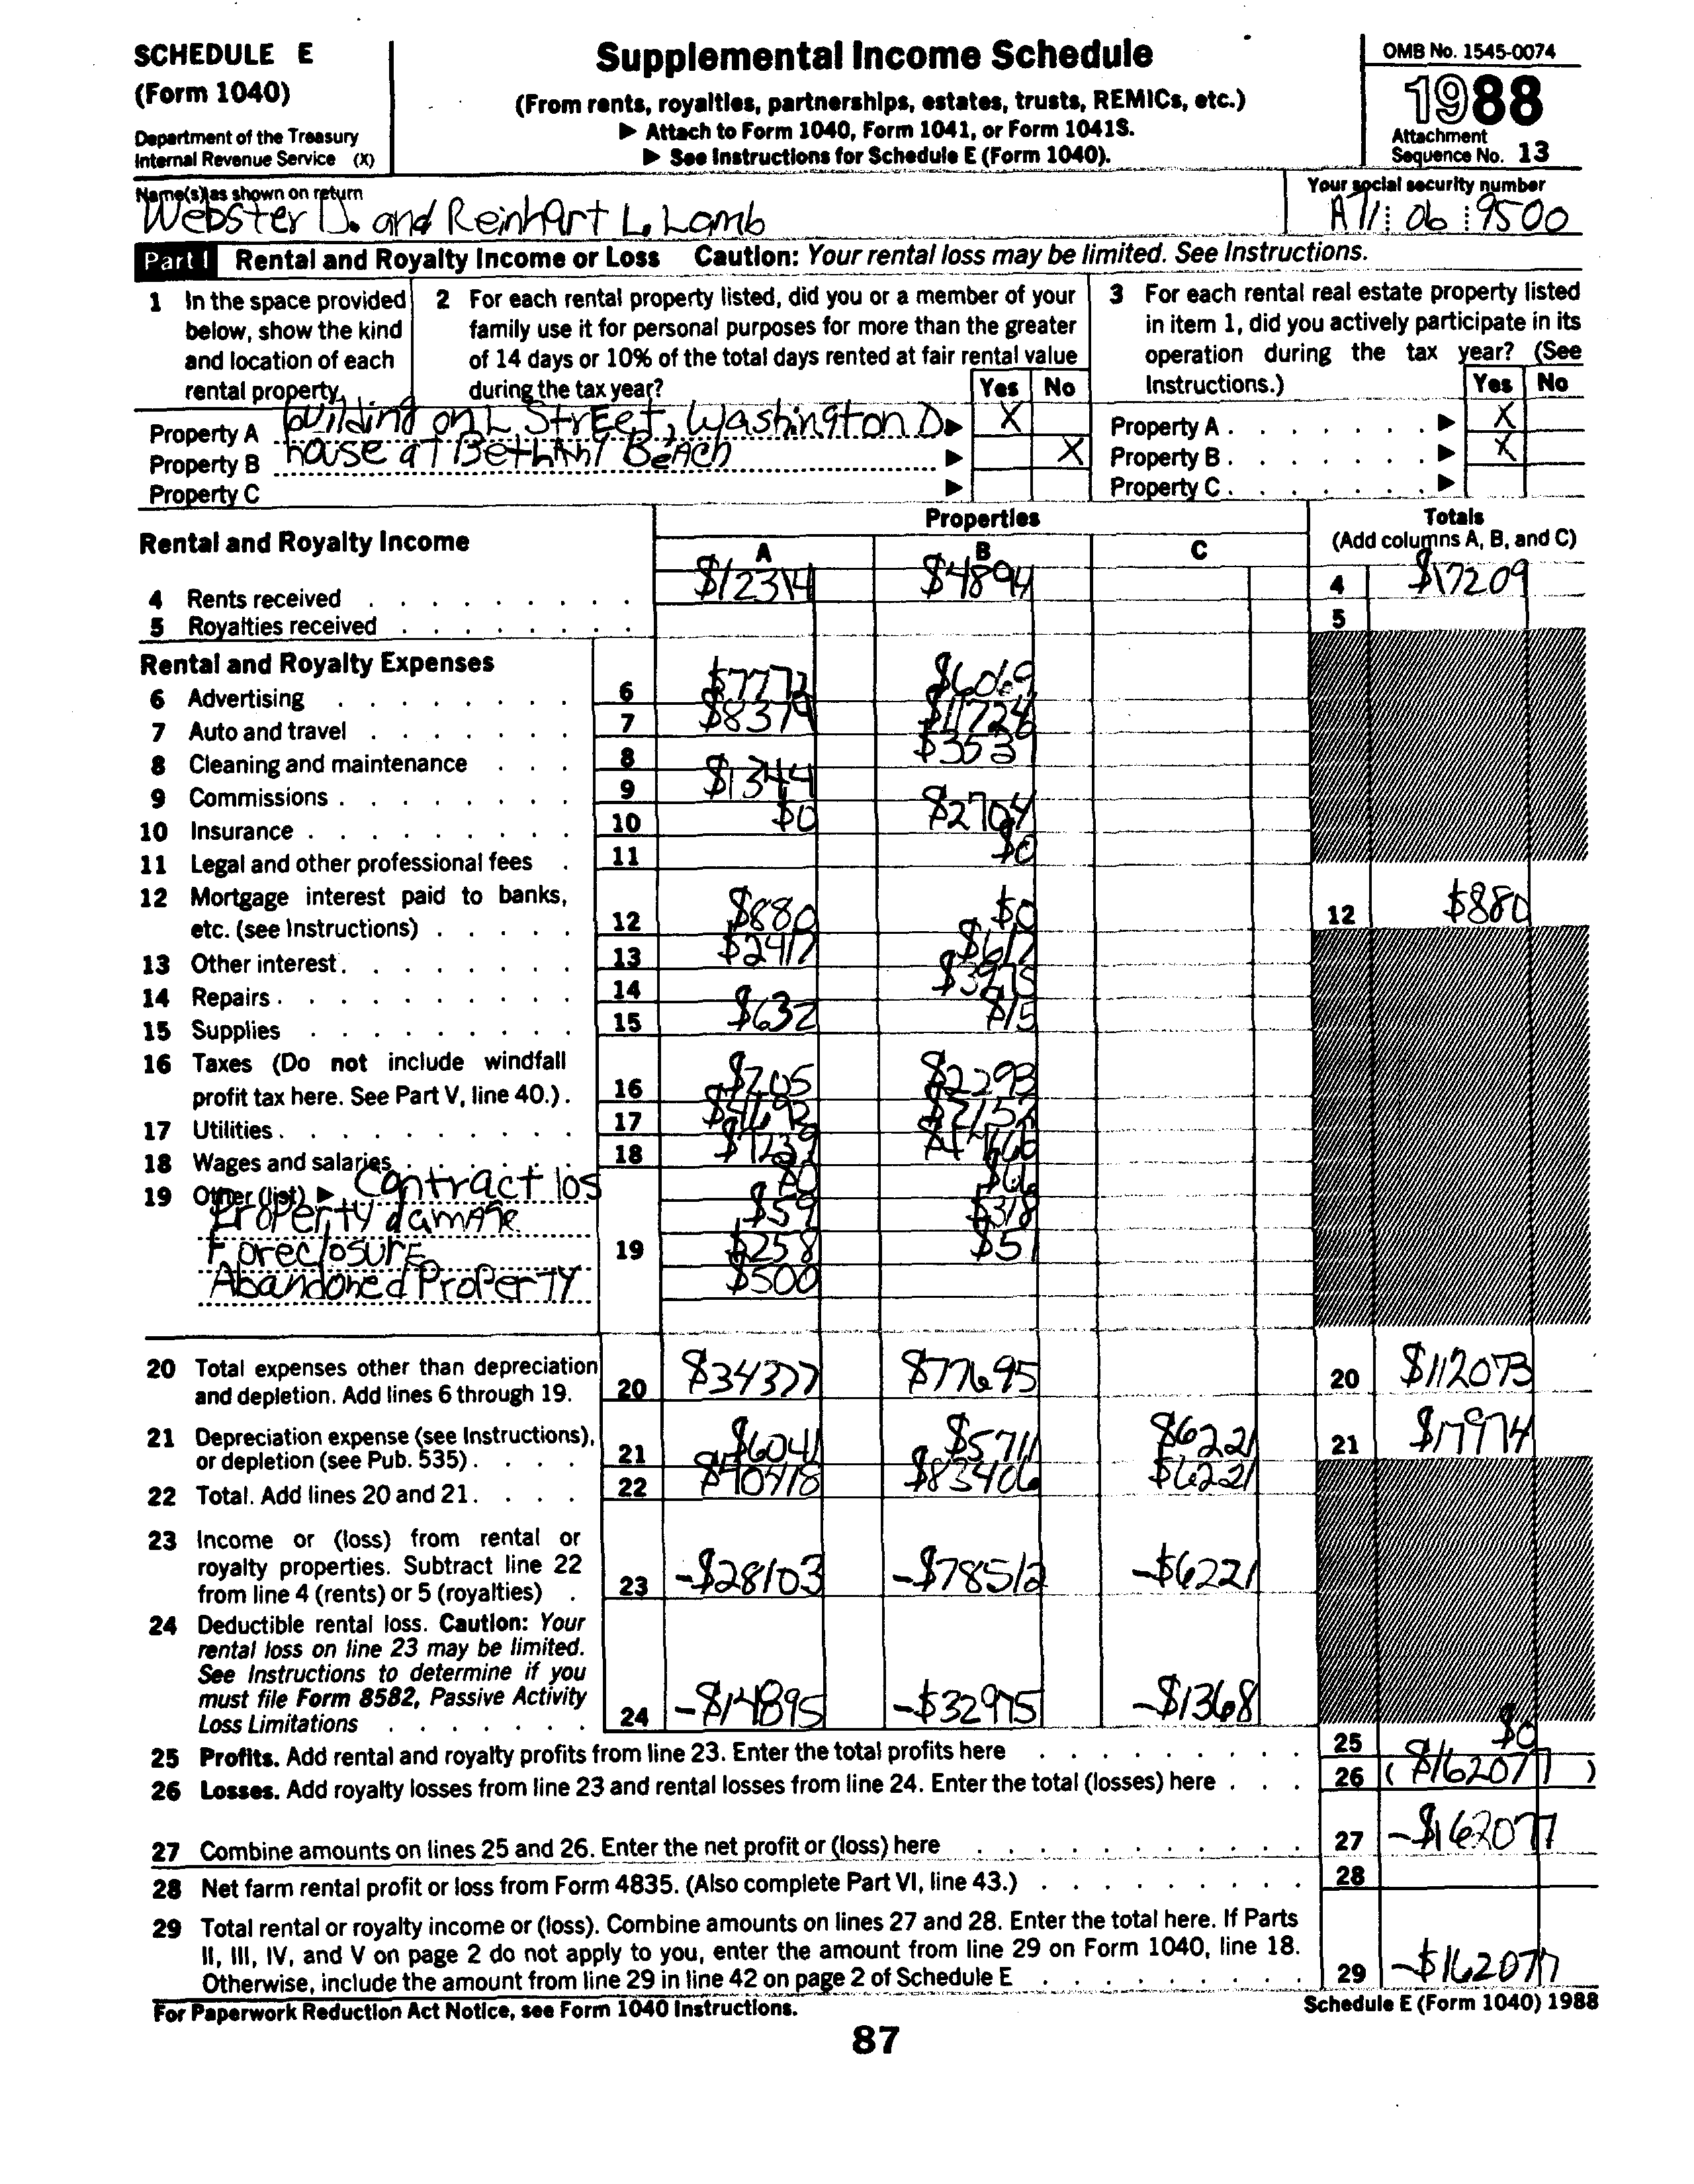 SCHEDULE E
(Form 1040)
Department of the Treasury
Internal Revenue Service (X)
Supplemental Income Schedule
(From rents, royalties, partnerships, estates, trusts, REMICs, etc.)
▶ Attach to Form 1040, Form 1041, or Form 1041S.
▶ See Instructions for Schedule E (Form 1040).
OMB No. 1545-0074
1988
Attachment
Sequence No. 13
Name(s) as shown on return
Webster D. and Reinhart L. Lamb
Your social security number
A71 06 9500
Part I Rental and Royalty Income or Loss Caution: Your rental loss may be limited. See Instructions.
1 In the space provided
below, show the kind
and location of each
rental property.
2 For each rental property listed, did you or a member of your
family use it for personal purposes for more than the greater
of 14 days or 10% of the total days rented at fair rental value
during the tax year?
Yes No
3 For each rental real estate property listed
in item 1, did you actively participate in its
operation during the tax year? (See
Instructions.)
Yes No
Property A building on L Street, Washington D ▶ X
Property B house at Bethany Beach ▶ X
Property C ▶
Property A ▶ X
Property B ▶ X
Property C ▶
Rental and Royalty Income
Properties
A B C
Totals
(Add columns A, B, and C)
4 Rents received $12314 $4894 4 $17209
5 Royalties received 5
Rental and Royalty Expenses
6 Advertising 6 $7772 $6069
7 Auto and travel 7 $8374 $11726
8 Cleaning and maintenance 8 $3531
9 Commissions 9 $1344
10 Insurance 10 $0 $2704
11 Legal and other professional fees 11 $0
12 Mortgage interest paid to banks,
etc. (see Instructions) 12 $880 $0 12 $880
13 Other interest 13 $2417 $617
14 Repairs 14 $3975
15 Supplies 15 $632 $15
16 Taxes (Do not include windfall
profit tax here. See Part V, line 40.) 16 $205 $2293
17 Utilities 17 $4692
18 Wages and salaries 18 $7239
19 Other (list) ▶ Contract los $0 $66
Property damage $59 $318
Foreclosure 19 $258 $51
Abandoned Property $500
20 Total expenses other than depreciation
and depletion. Add lines 6 through 19. 20 $34377 $77695 20 $112073
21 Depreciation expense (see Instructions),
or depletion (see Pub. 535) 21 $6041 $5711 $6221 21 $17974
22 Total. Add lines 20 and 21. 22 $40418 $83406 $6221
23 Income or (loss) from rental or
royalty properties. Subtract line 22
from line 4 (rents) or 5 (royalties) 23 -$28103 -$78512 -$6221
24 Deductible rental loss. Caution: Your
rental loss on line 23 may be limited.
See Instructions to determine if you
must file Form 8582, Passive Activity
Loss Limitations 24 -$14895 -$32975 -$1368
25 Profits. Add rental and royalty profits from line 23. Enter the total profits here 25 $0
26 Losses. Add royalty losses from line 23 and rental losses from line 24. Enter the total (losses) here 26 ( $162077 )
27 Combine amounts on lines 25 and 26. Enter the net profit or (loss) here 27 -$162077
28 Net farm rental profit or loss from Form 4835. (Also complete Part VI, line 43.) 28
29 Total rental or royalty income or (loss). Combine amounts on lines 27 and 28. Enter the total here. If Parts
II, III, IV, and V on page 2 do not apply to you, enter the amount from line 29 on Form 1040, line 18.
Otherwise, include the amount from line 29 in line 42 on page 2 of Schedule E 29 -$162077
For Paperwork Reduction Act Notice, see Form 1040 Instructions.
Schedule E (Form 1040) 1988
87